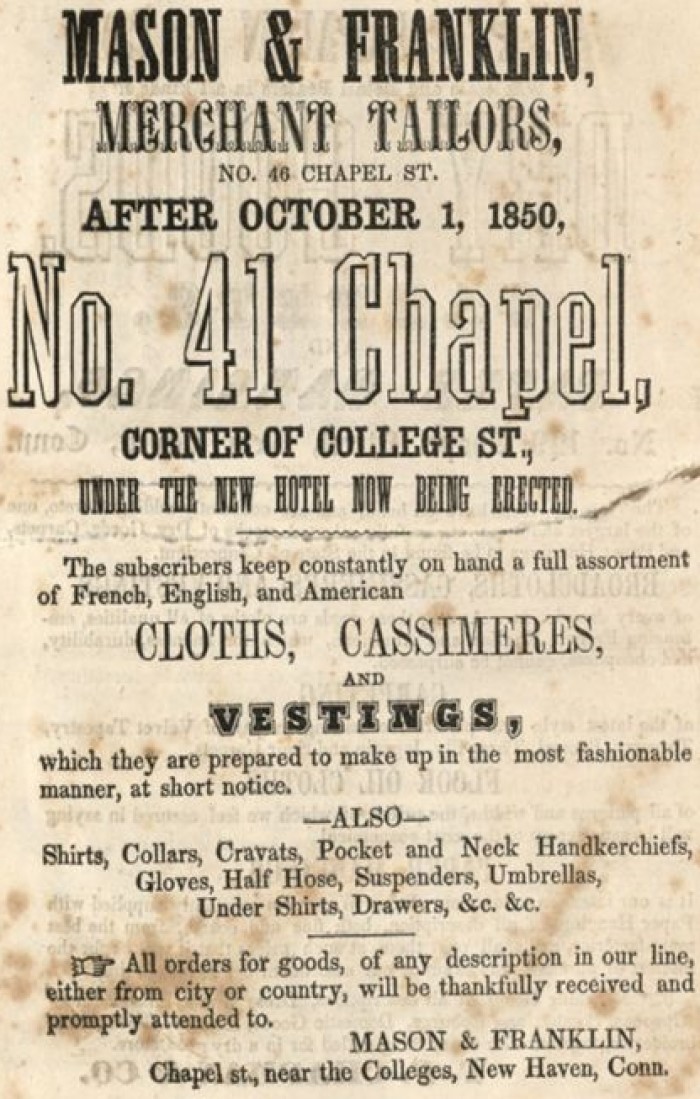 MASON & FRANKLIN,
MERCHANT TAILORS,
NO. 46 CHAPEL ST.
AFTER OCTOBER 1, 1850,
No. 41 Chapel,
CORNER OF COLLEGE ST.,
UNDER THE NEW HOTEL NOW BEING ERECTED.
The subscribers keep constantly on hand a full assortment
of French, English, and American
CLOTHS, CASSIMERES,
AND
VESTINGS,
which they are prepared to make up in the most fashionable
manner, at short notice.
—ALSO—
Shirts, Collars, Cravats, Pocket and Neck Handkerchiefs,
Gloves, Half Hose, Suspenders, Umbrellas,
Under Shirts, Drawers, &c. &c.
☞ All orders for goods, of any description in our line,
either from city or country, will be thankfully received and
promptly attended to.
MASON & FRANKLIN,
Chapel st., near the Colleges, New Haven, Conn.